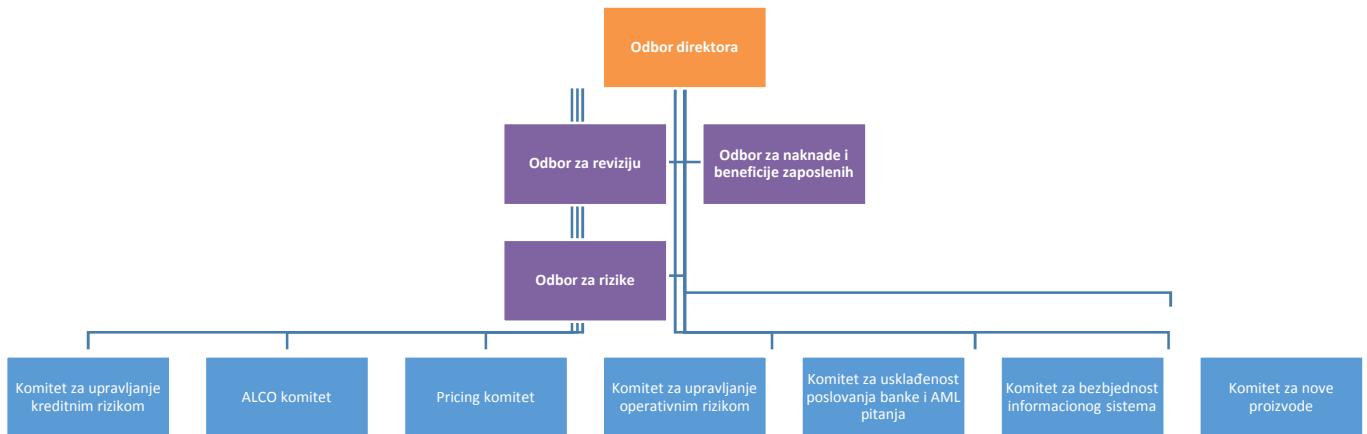 Odbor direktora
Odbor za reviziju
Odbor za naknade i
beneficije zaposlenih
Odbor za rizike
Komitet za upravljanje
kreditnim rizikom
ALCO komitet
Pricing komitet
Komitet za upravljanje
operativnim rizikom
Komitet za usklađenost
poslovanja banke i AML
pitanja
Komitet za bezbjednost
informacionog sistema
Komitet za nove
proizvode